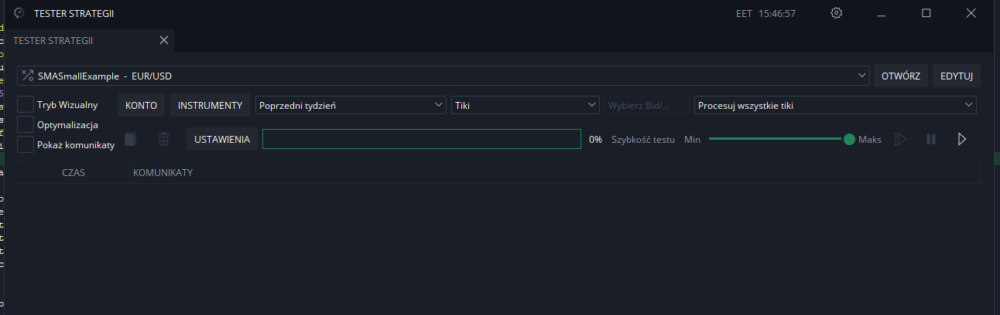 TESTER STRATEGII EET 15:46:57
TESTER STRATEGII
SMASmallExample - EUR/USD OTWÓRZ EDYTUJ
Tryb Wizualny KONTO INSTRUMENTY Poprzedni tydzień Tiki Wybierz Bid/... Procesuj wszystkie tiki
Optymalizacja
Pokaż komunikaty USTAWIENIA 0% Szybkość testu Min Maks
CZAS KOMUNIKATY